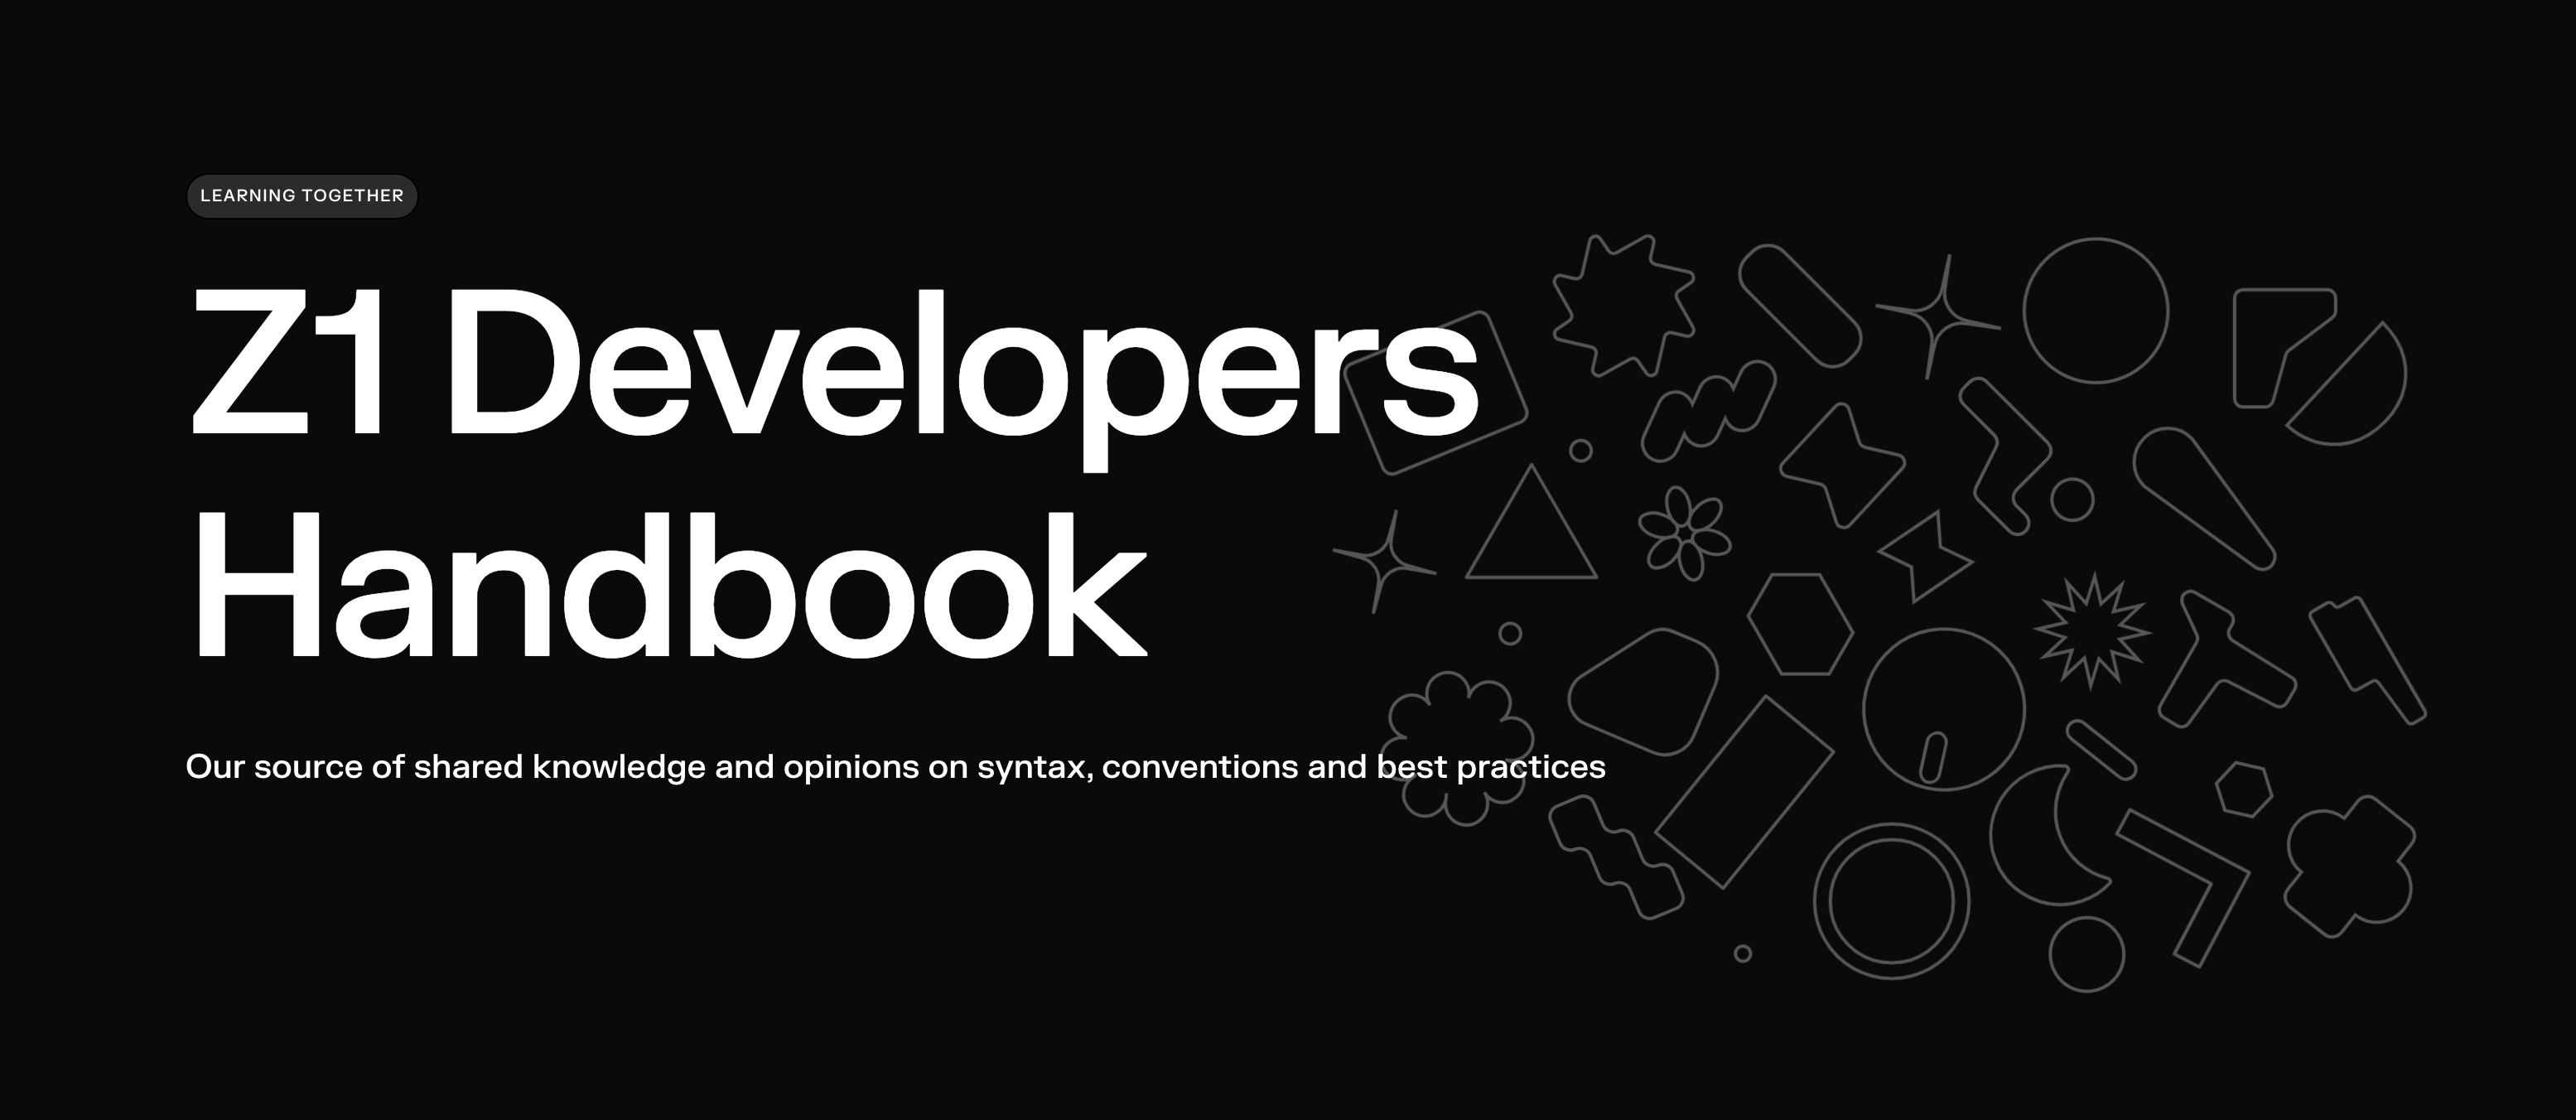 LEARNING TOGETHER
Z1 Developers
Handbook
Our source of shared knowledge and opinions on syntax, conventions and best practices